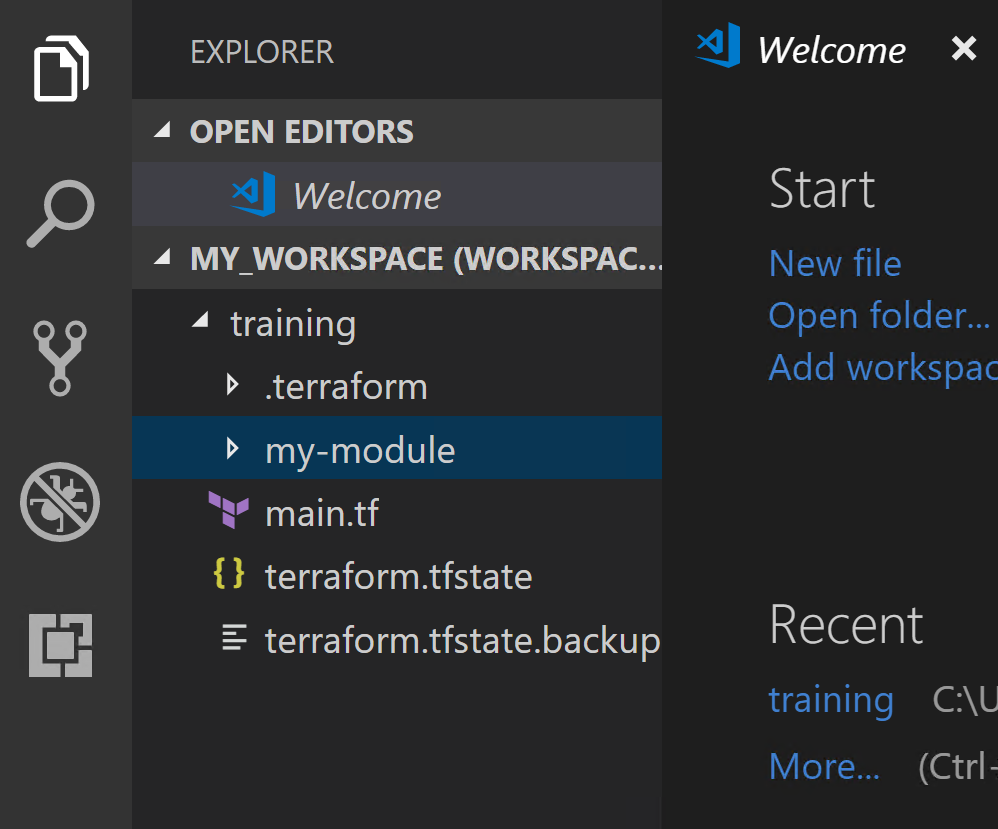 EXPLORER
OPEN EDITORS
Welcome
MY_WORKSPACE (WORKSPAC...
training
.terraform
my-module
main.tf
terraform.tfstate
terraform.tfstate.backup
Welcome
Start
New file
Open folder...
Add workspac
Recent
training C:\U
More... (Ctrl+